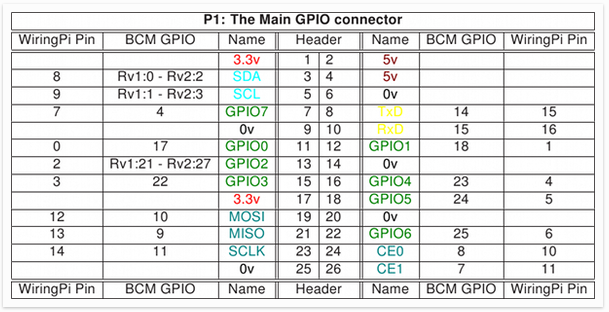 P1: The Main GPIO connector
WiringPi Pin BCM GPIO Name Header Name BCM GPIO WiringPi Pin
3.3v 1 2 5v
8 Rv1:0 - Rv2:2 SDA 3 4 5v
9 Rv1:1 - Rv2:3 SCL 5 6 0v
7 4 GPIO7 7 8 TxD 14 15
0v 9 10 RxD 15 16
0 17 GPIO0 11 12 GPIO1 18 1
2 Rv1:21 - Rv2:27 GPIO2 13 14 0v
3 22 GPIO3 15 16 GPIO4 23 4
3.3v 17 18 GPIO5 24 5
12 10 MOSI 19 20 0v
13 9 MISO 21 22 GPIO6 25 6
14 11 SCLK 23 24 CE0 8 10
0v 25 26 CE1 7 11
WiringPi Pin BCM GPIO Name Header Name BCM GPIO WiringPi Pin